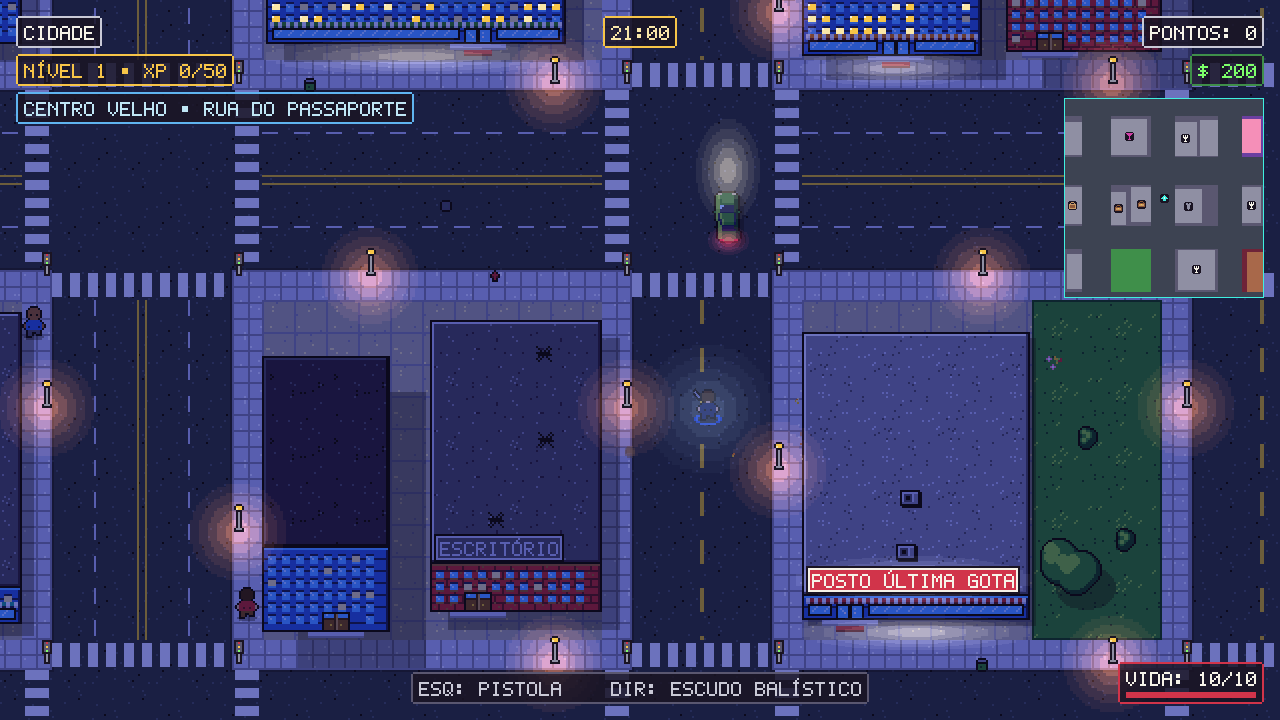 CIDADE
21:00
PONTOS: 0
NÍVEL 1 ▪ XP 0/50
$ 200
CENTRO VELHO ▪ RUA DO PASSAPORTE
ESCRITÓRIO
POSTO ÚLTIMA GOTA
ESQ: PISTOLA DIR: ESCUDO BALÍSTICO
VIDA: 10/10